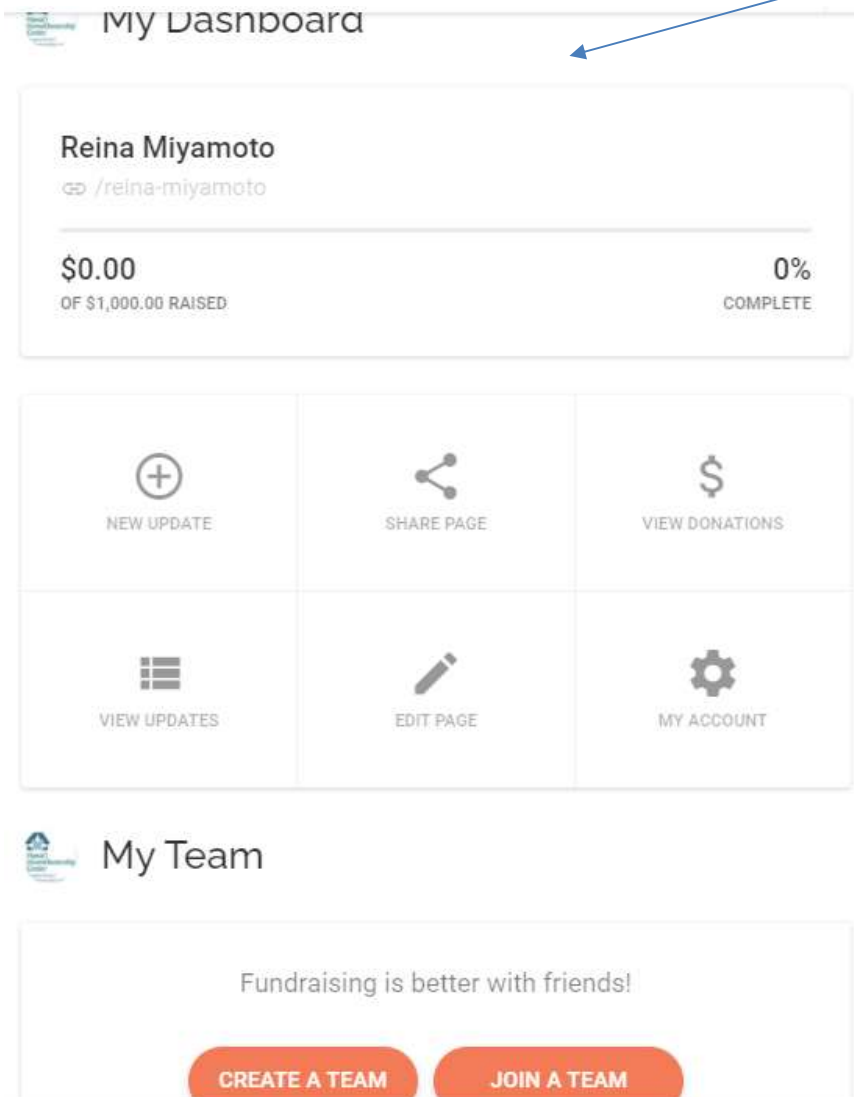 My Dashboard
Reina Miyamoto
/reina-miyamoto
$0.00
0%
OF $1,000.00 RAISED
COMPLETE
NEW UPDATE
SHARE PAGE
VIEW DONATIONS
VIEW UPDATES
EDIT PAGE
MY ACCOUNT
My Team
Fundraising is better with friends!
CREATE A TEAM
JOIN A TEAM